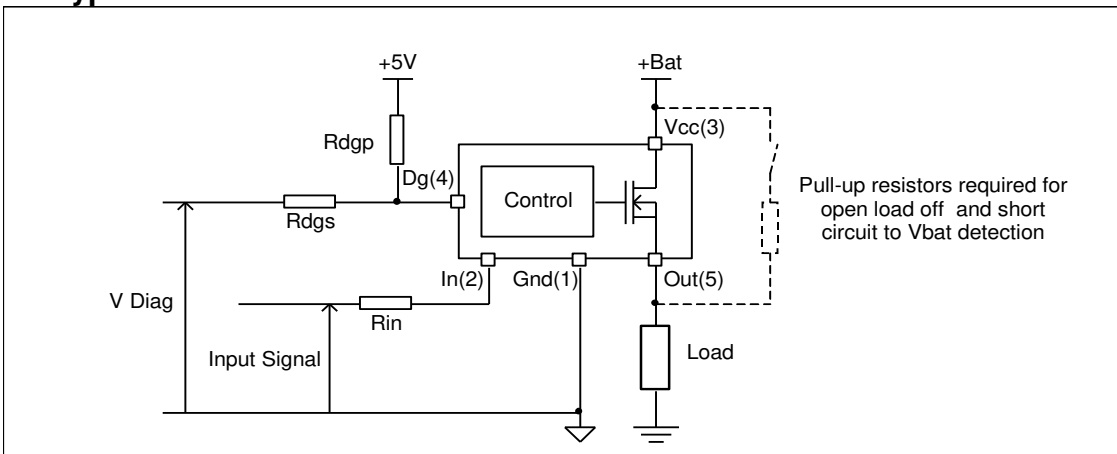 +5V
+Bat
Rdgp
Vcc(3)
Dg(4)
Control
Rdgs
Pull-up resistors required for
open load off and short
circuit to Vbat detection
In(2)
Gnd(1)
Out(5)
V Diag
Rin
Input Signal
Load